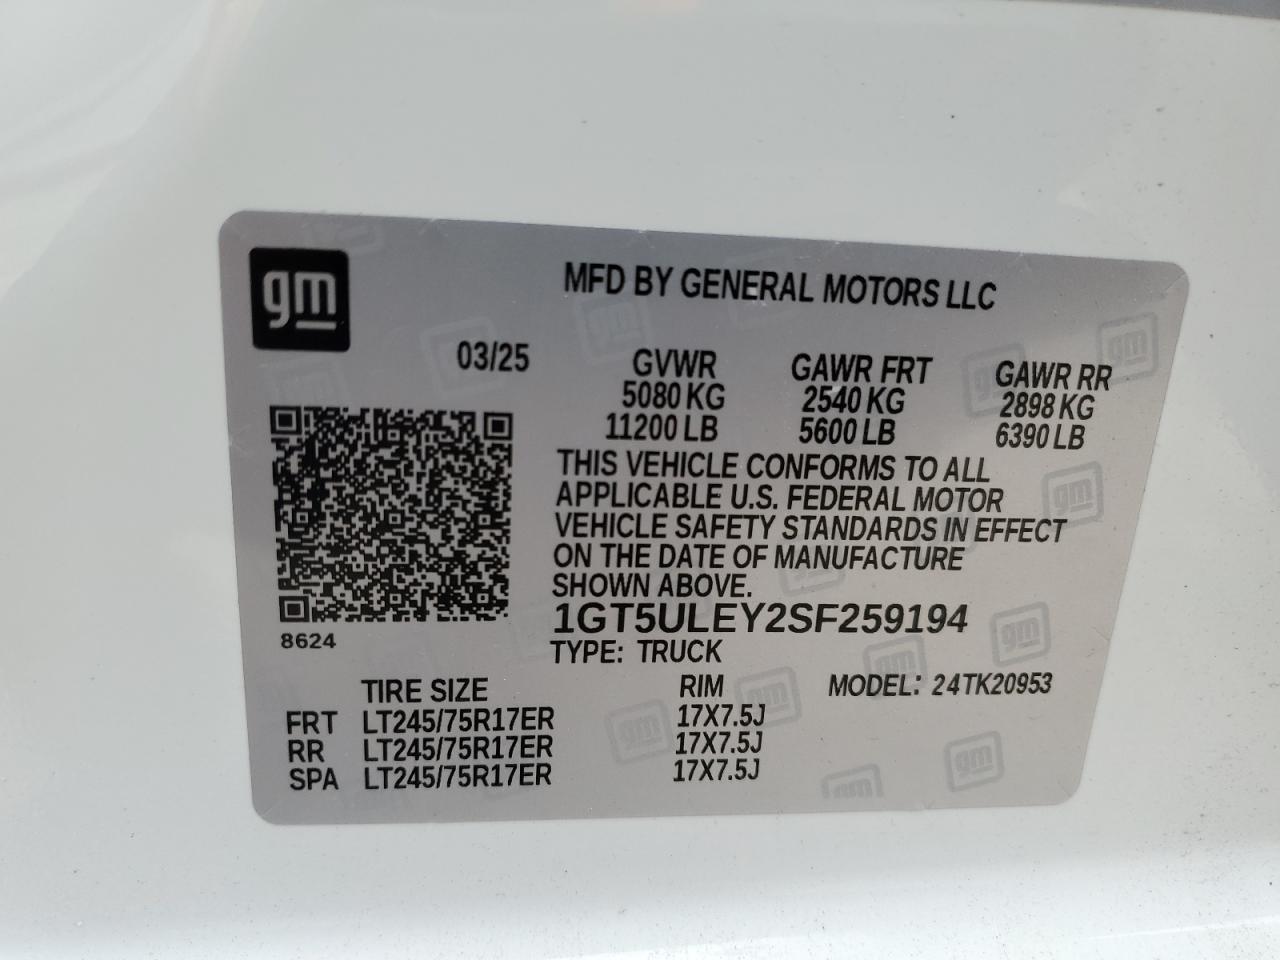 gm
MFD BY GENERAL MOTORS LLC
03/25
GVWR GAWR FRT GAWR RR
5080 KG 2540 KG 2898 KG
11200 LB 5600 LB 6390 LB
THIS VEHICLE CONFORMS TO ALL
APPLICABLE U.S. FEDERAL MOTOR
VEHICLE SAFETY STANDARDS IN EFFECT
ON THE DATE OF MANUFACTURE
SHOWN ABOVE.
1GT5ULEY2SF259194
8624
TYPE: TRUCK
TIRE SIZE RIM MODEL: 24TK20953
FRT LT245/75R17ER 17X7.5J
RR LT245/75R17ER 17X7.5J
SPA LT245/75R17ER 17X7.5J